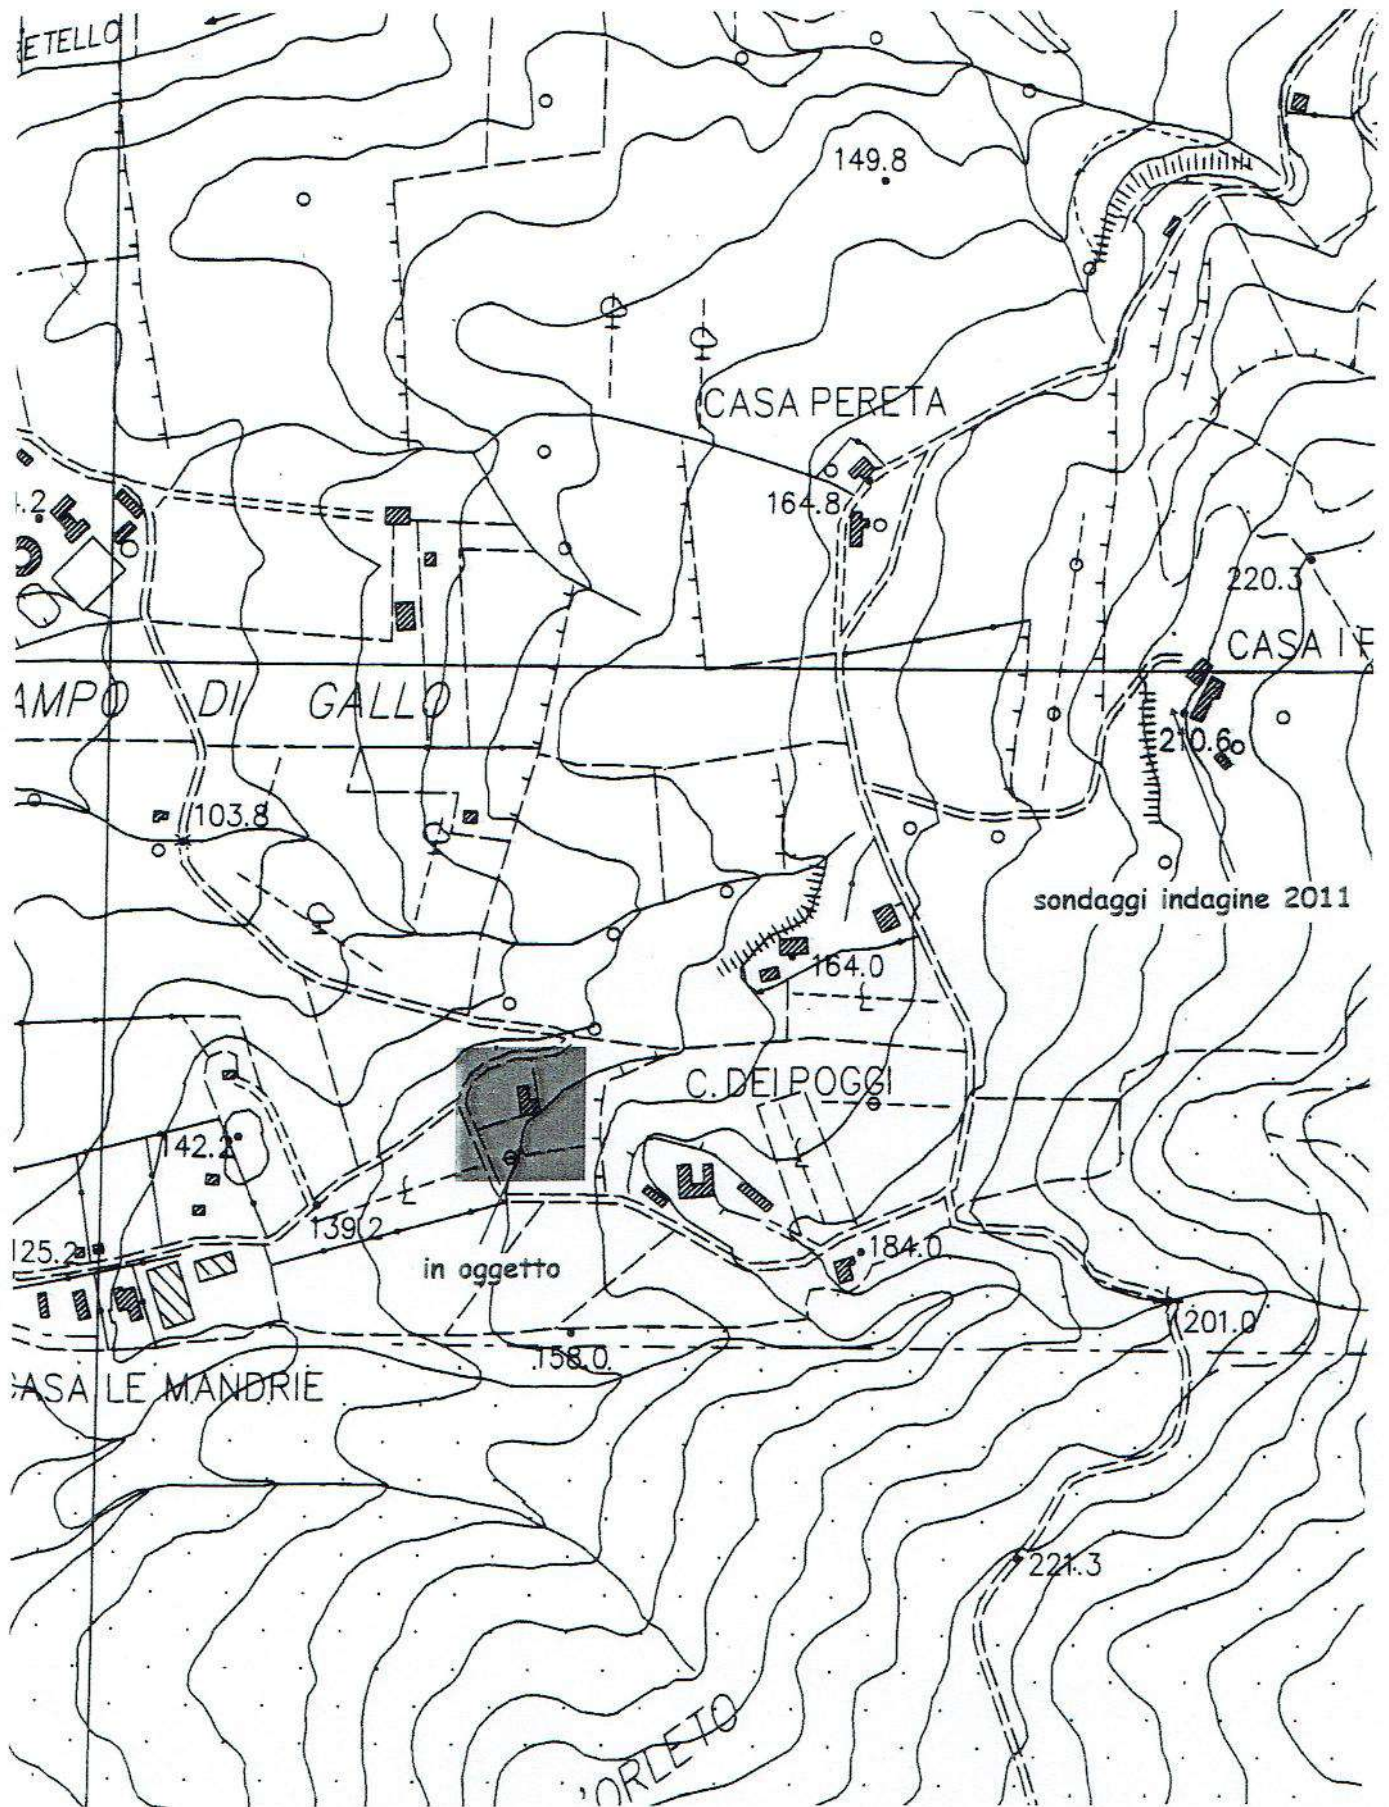 ETELLO
149.8
CASA PERETA
164.8
.2
220.3
CASA I F
AMPO DI GALLO
210.6
103.8
sondaggi indagine 2011
164.0
C. DEI POGGI
142.2
139.2
125.2
in oggetto
184.0
201.0
158.0
CASA LE MANDRIE
221.3
'ORLETO